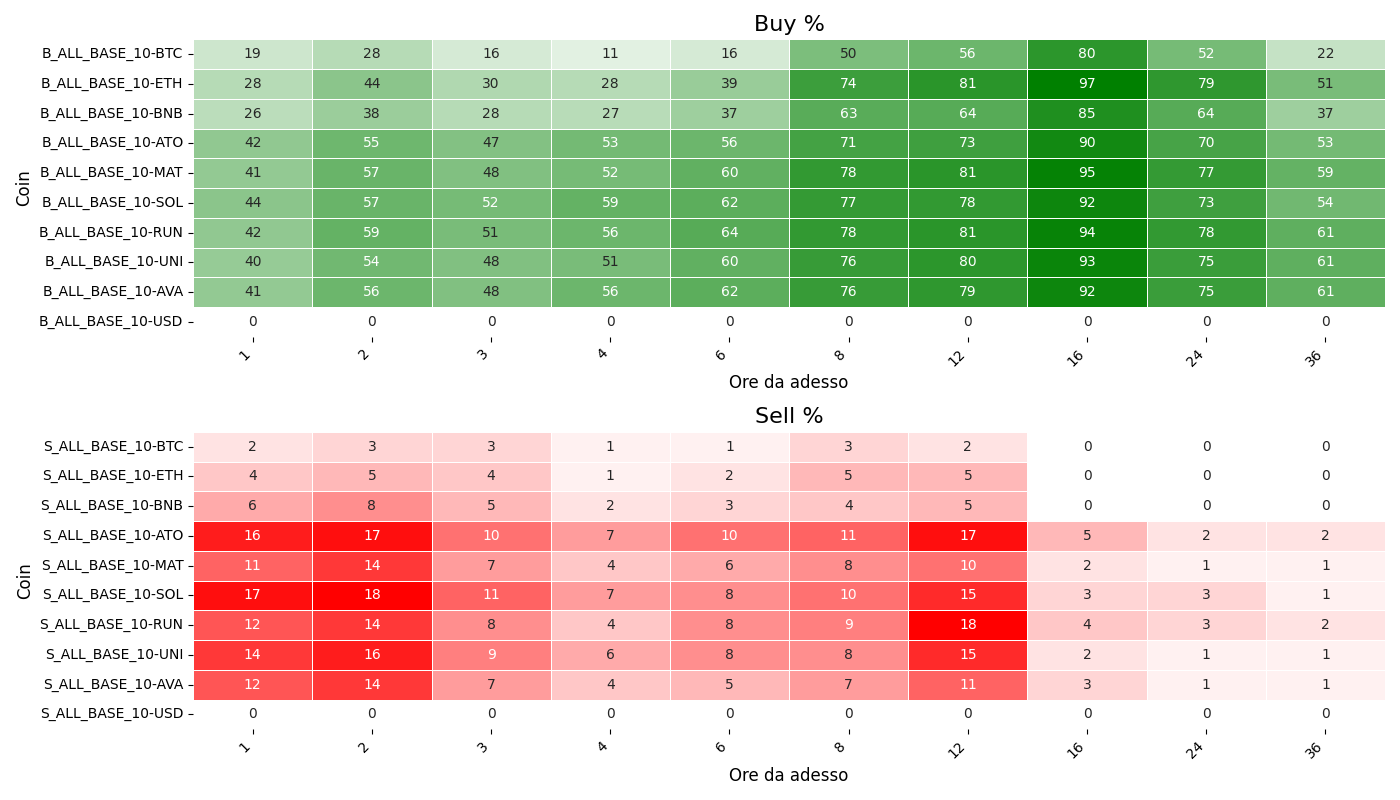 Buy %
Coin
B_ALL_BASE_10-BTC 19 28 16 11 16 50 56 80 52 22
B_ALL_BASE_10-ETH 28 44 30 28 39 74 81 97 79 51
B_ALL_BASE_10-BNB 26 38 28 27 37 63 64 85 64 37
B_ALL_BASE_10-ATO 42 55 47 53 56 71 73 90 70 53
B_ALL_BASE_10-MAT 41 57 48 52 60 78 81 95 77 59
B_ALL_BASE_10-SOL 44 57 52 59 62 77 78 92 73 54
B_ALL_BASE_10-RUN 42 59 51 56 64 78 81 94 78 61
B_ALL_BASE_10-UNI 40 54 48 51 60 76 80 93 75 61
B_ALL_BASE_10-AVA 41 56 48 56 62 76 79 92 75 61
B_ALL_BASE_10-USD 0 0 0 0 0 0 0 0 0 0
1 2 3 4 6 8 12 16 24 36
Ore da adesso
Sell %
Coin
S_ALL_BASE_10-BTC 2 3 3 1 1 3 2 0 0 0
S_ALL_BASE_10-ETH 4 5 4 1 2 5 5 0 0 0
S_ALL_BASE_10-BNB 6 8 5 2 3 4 5 0 0 0
S_ALL_BASE_10-ATO 16 17 10 7 10 11 17 5 2 2
S_ALL_BASE_10-MAT 11 14 7 4 6 8 10 2 1 1
S_ALL_BASE_10-SOL 17 18 11 7 8 10 15 3 3 1
S_ALL_BASE_10-RUN 12 14 8 4 8 9 18 4 3 2
S_ALL_BASE_10-UNI 14 16 9 6 8 8 15 2 1 1
S_ALL_BASE_10-AVA 12 14 7 4 5 7 11 3 1 1
S_ALL_BASE_10-USD 0 0 0 0 0 0 0 0 0 0
1 2 3 4 6 8 12 16 24 36
Ore da adesso